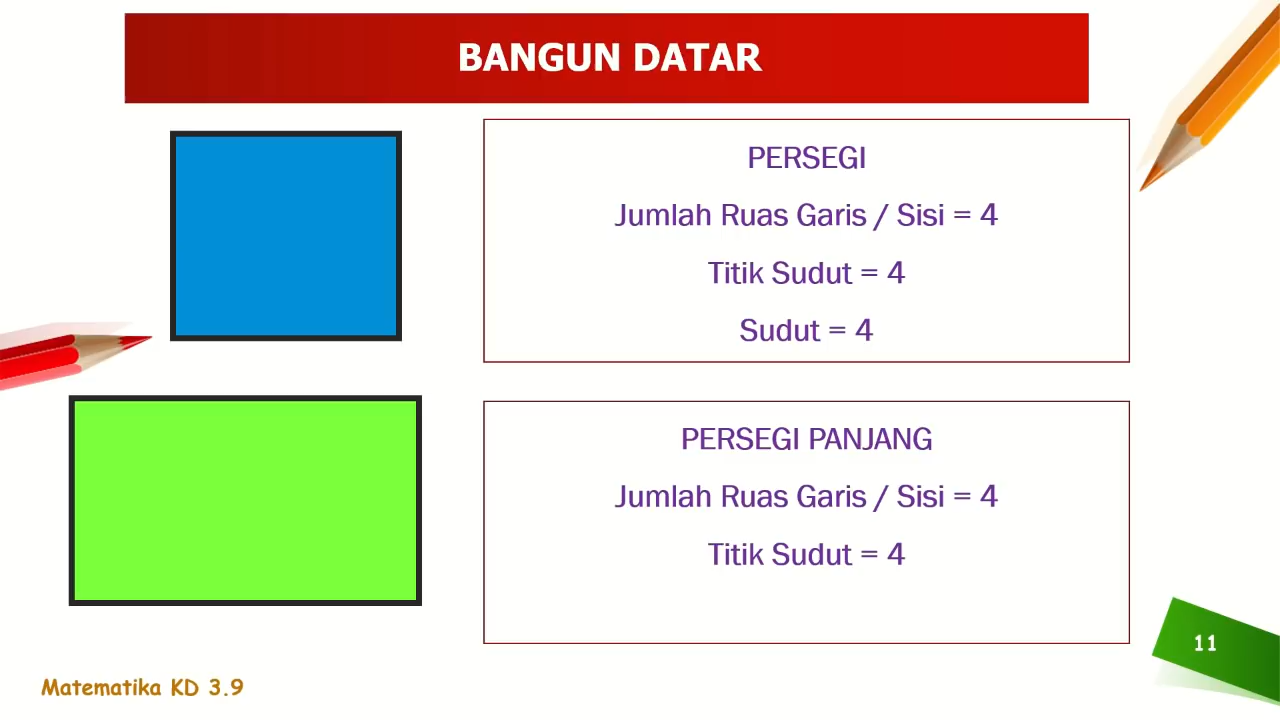 BANGUN DATAR
PERSEGI
Jumlah Ruas Garis / Sisi = 4
Titik Sudut = 4
Sudut = 4
PERSEGI PANJANG
Jumlah Ruas Garis / Sisi = 4
Titik Sudut = 4
11
Matematika KD 3.9